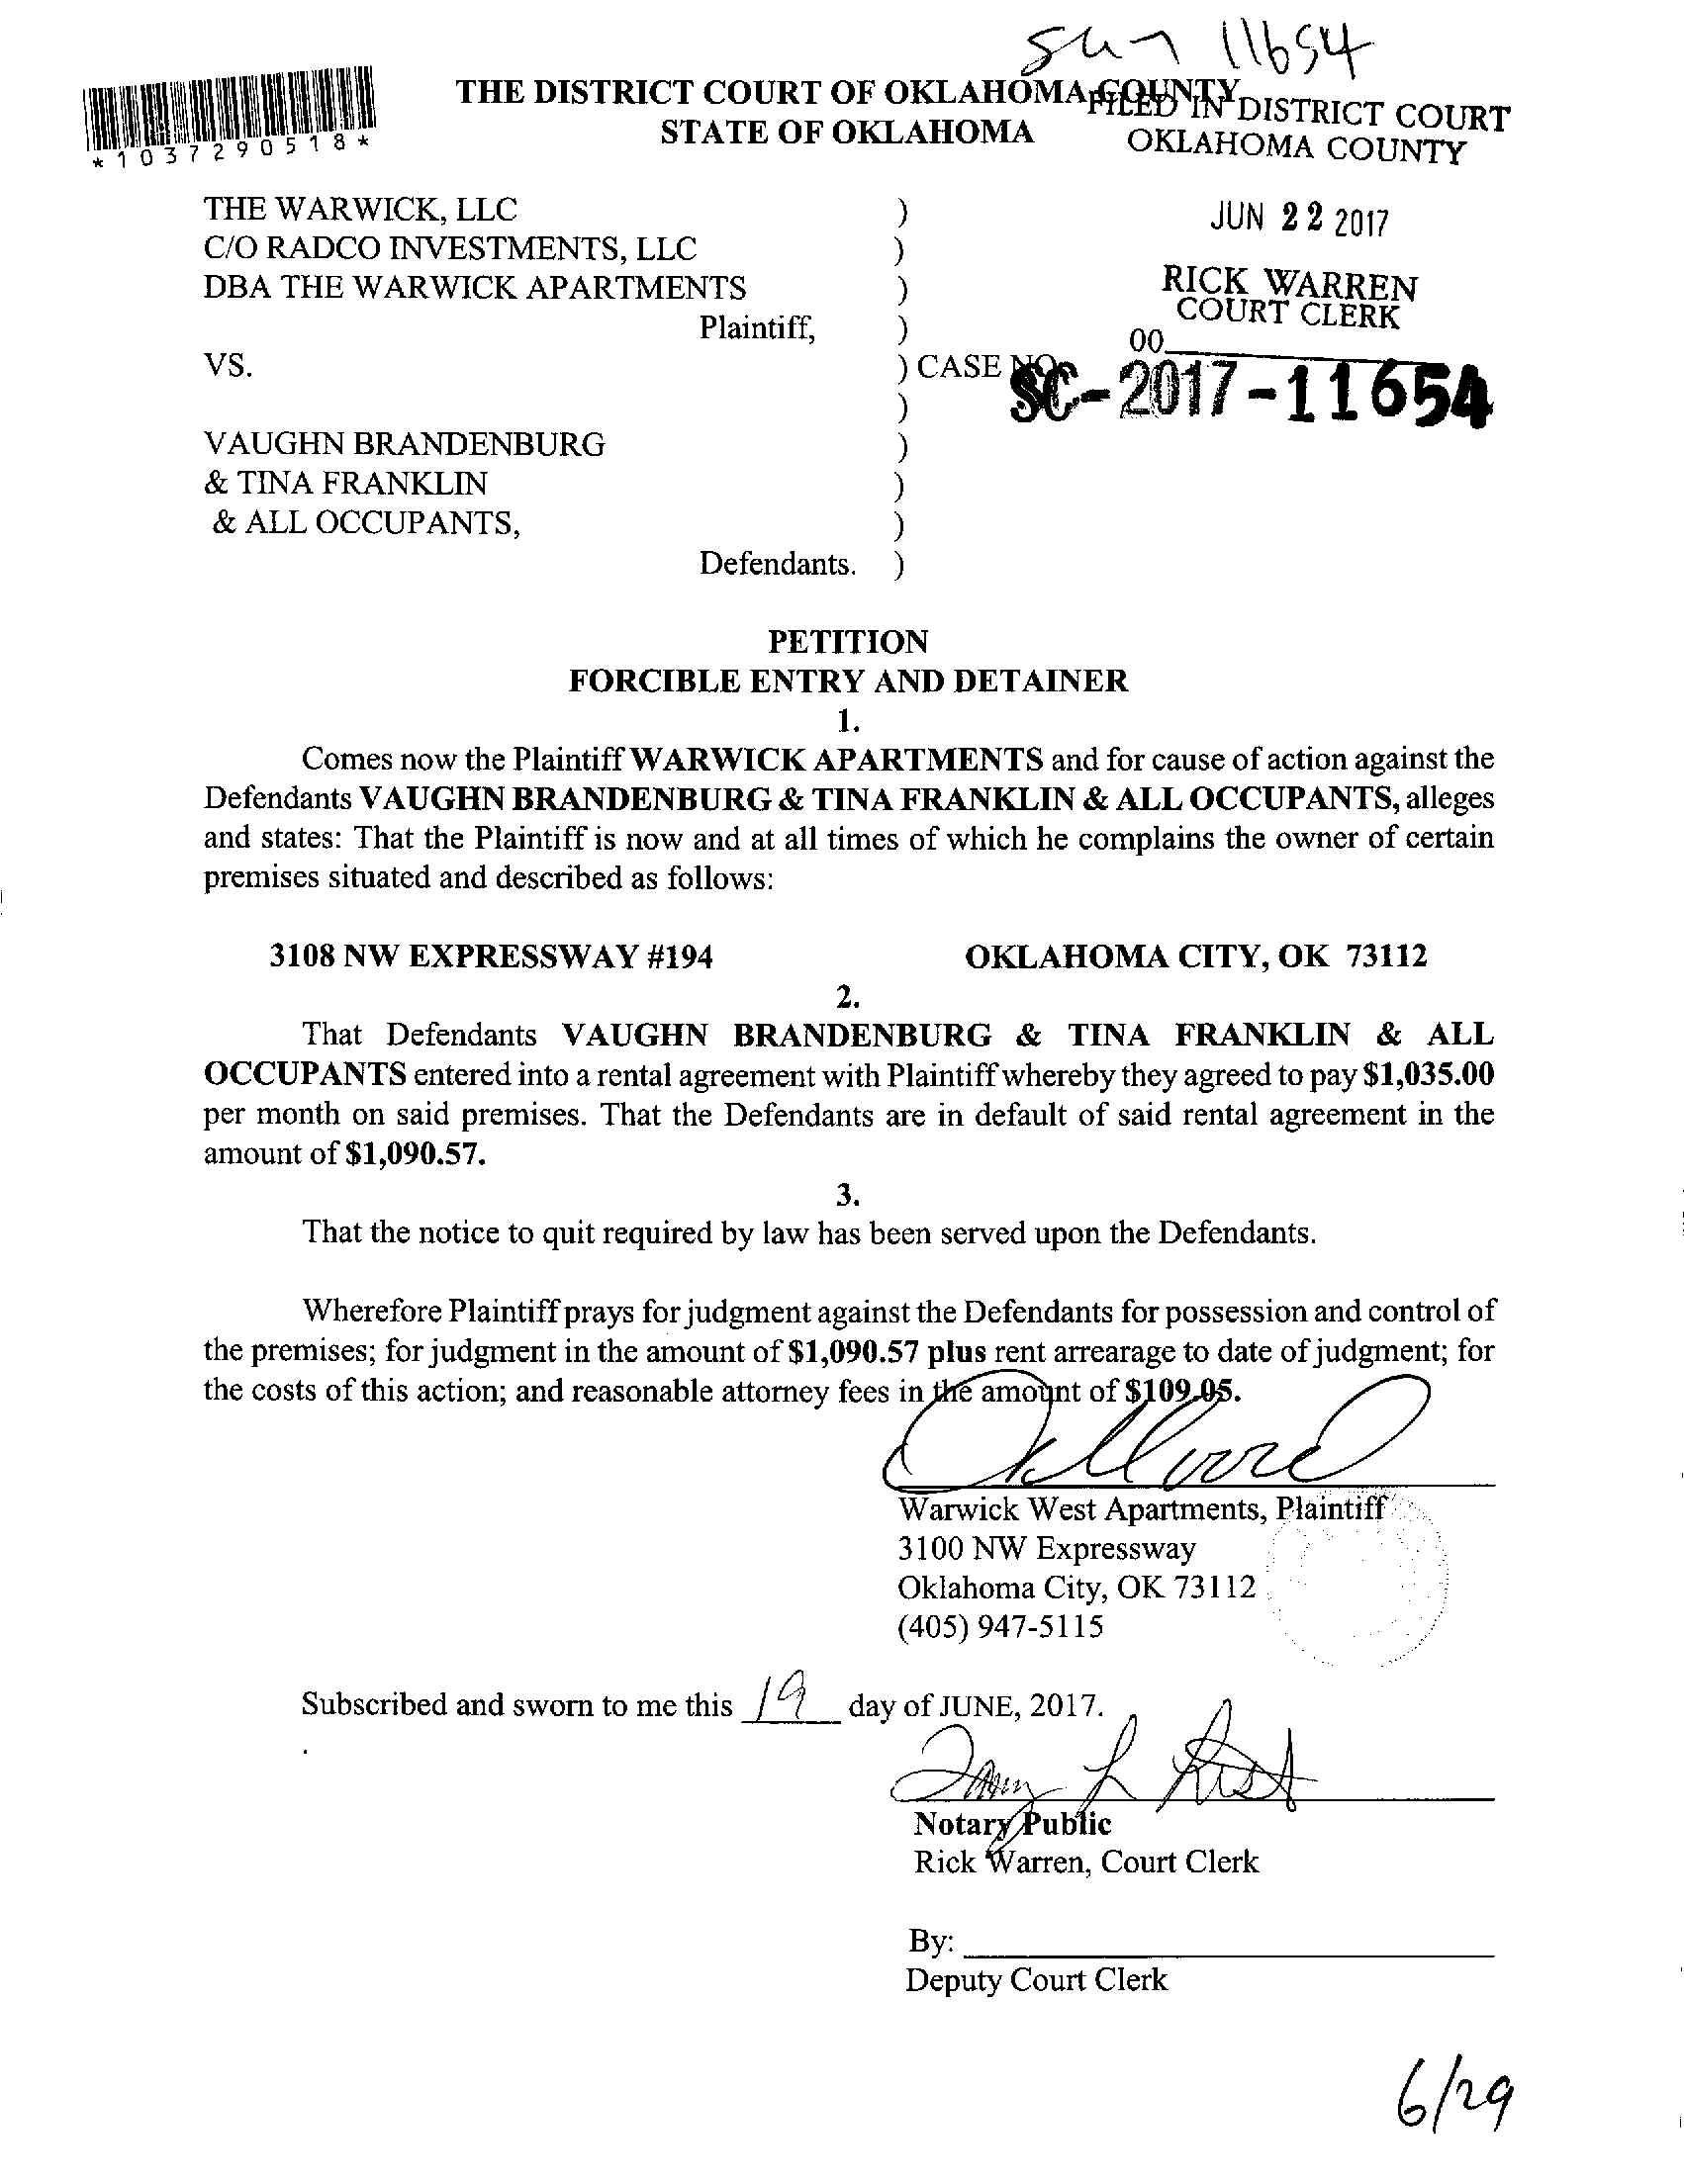 11654
THE DISTRICT COURT OF OKLAHOMA COUNTY
STATE OF OKLAHOMA
FILED IN DISTRICT COURT
OKLAHOMA COUNTY
*1037290518*
JUN 22 2017
RICK WARREN
COURT CLERK
00
THE WARWICK, LLC )
C/O RADCO INVESTMENTS, LLC )
DBA THE WARWICK APARTMENTS )
Plaintiff, )
VS. ) CASE NO.
SC-2017-11654
)
VAUGHN BRANDENBURG )
& TINA FRANKLIN )
& ALL OCCUPANTS, )
Defendants. )
PETITION
FORCIBLE ENTRY AND DETAINER
1.
Comes now the Plaintiff WARWICK APARTMENTS and for cause of action against the
Defendants VAUGHN BRANDENBURG & TINA FRANKLIN & ALL OCCUPANTS, alleges
and states: That the Plaintiff is now and at all times of which he complains the owner of certain
premises situated and described as follows:
3108 NW EXPRESSWAY #194 OKLAHOMA CITY, OK 73112
2.
That Defendants VAUGHN BRANDENBURG & TINA FRANKLIN & ALL
OCCUPANTS entered into a rental agreement with Plaintiff whereby they agreed to pay $1,035.00
per month on said premises. That the Defendants are in default of said rental agreement in the
amount of $1,090.57.
3.
That the notice to quit required by law has been served upon the Defendants.
Wherefore Plaintiff prays for judgment against the Defendants for possession and control of
the premises; for judgment in the amount of $1,090.57 plus rent arrearage to date of judgment; for
the costs of this action; and reasonable attorney fees in the amount of $109.05.
Warwick West Apartments, Plaintiff
3100 NW Expressway
Oklahoma City, OK 73112
(405) 947-5115
Subscribed and sworn to me this 19 day of JUNE, 2017.
Notary Public
Rick Warren, Court Clerk
By:
Deputy Court Clerk
6/29